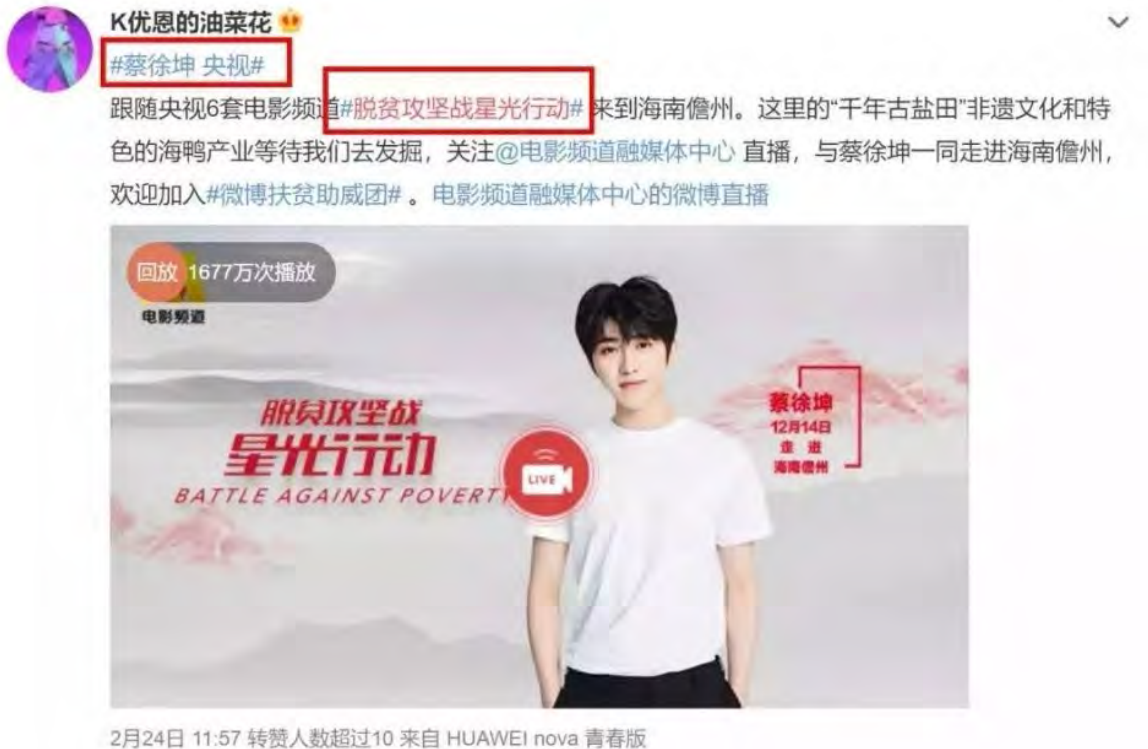 K优恩的油菜花
#蔡徐坤 央视#
跟随央视6套电影频道#脱贫攻坚战星光行动# 来到海南儋州。这里的“千年古盐田”非遗文化和特
色的海鸭产业等待我们去发掘，关注@电影频道融媒体中心 直播，与蔡徐坤一同走进海南儋州，
欢迎加入#微博扶贫助威团# 。电影频道融媒体中心的微博直播
回放 1677万次播放
电影频道
脱贫攻坚战
星光行动
BATTLE AGAINST POVERTY
LIVE
蔡徐坤
12月14日
走进
海南儋州
2月24日 11:57 转赞人数超过10 来自 HUAWEI nova 青春版